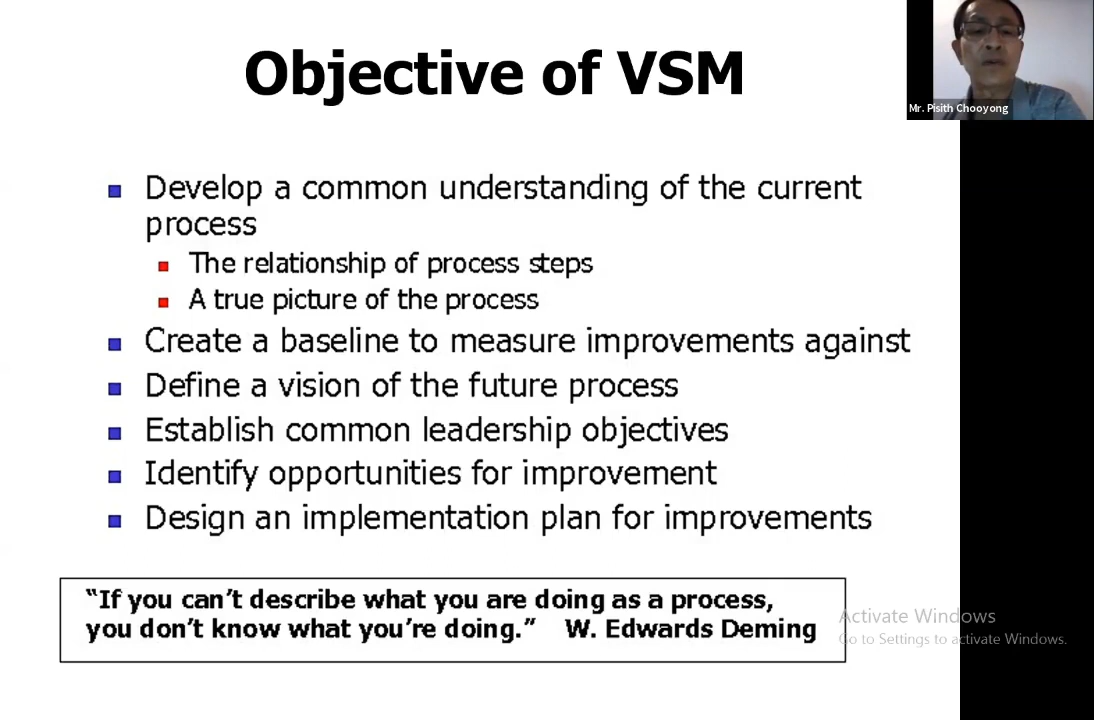 Objective of VSM
Mr. Pisith Chooyong
Develop a common understanding of the current
process
The relationship of process steps
A true picture of the process
Create a baseline to measure improvements against
Define a vision of the future process
Establish common leadership objectives
Identify opportunities for improvement
Design an implementation plan for improvements
“If you can’t describe what you are doing as a process,
you don’t know what you’re doing.” W. Edwards Deming
Activate Windows
Go to Settings to activate Windows.